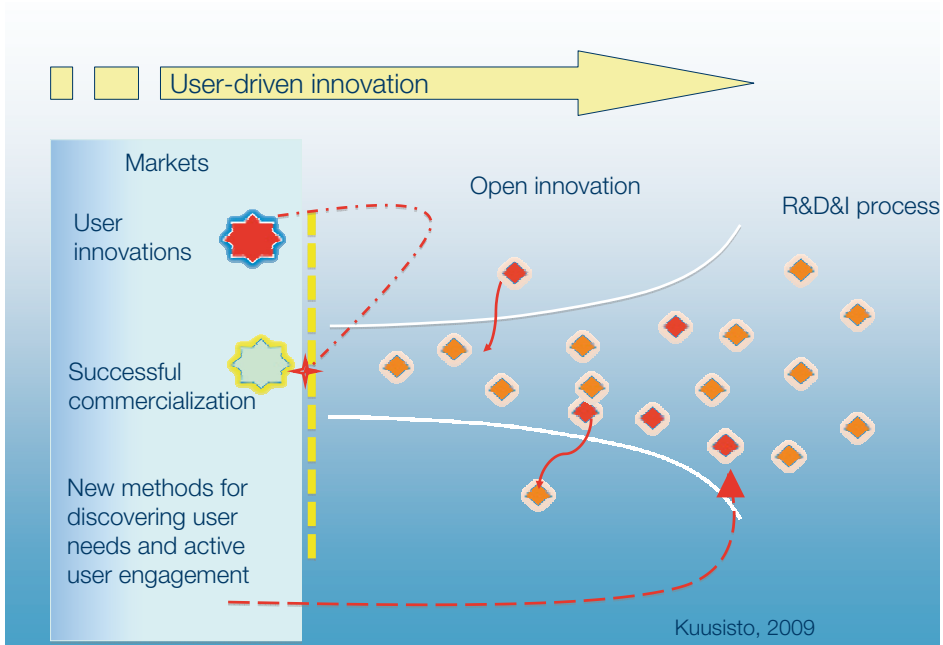 User-driven innovation
Markets
Open innovation
R&D&I process
User
innovations
Successful
commercialization
New methods for
discovering user
needs and active
user engagement
Kuusisto, 2009